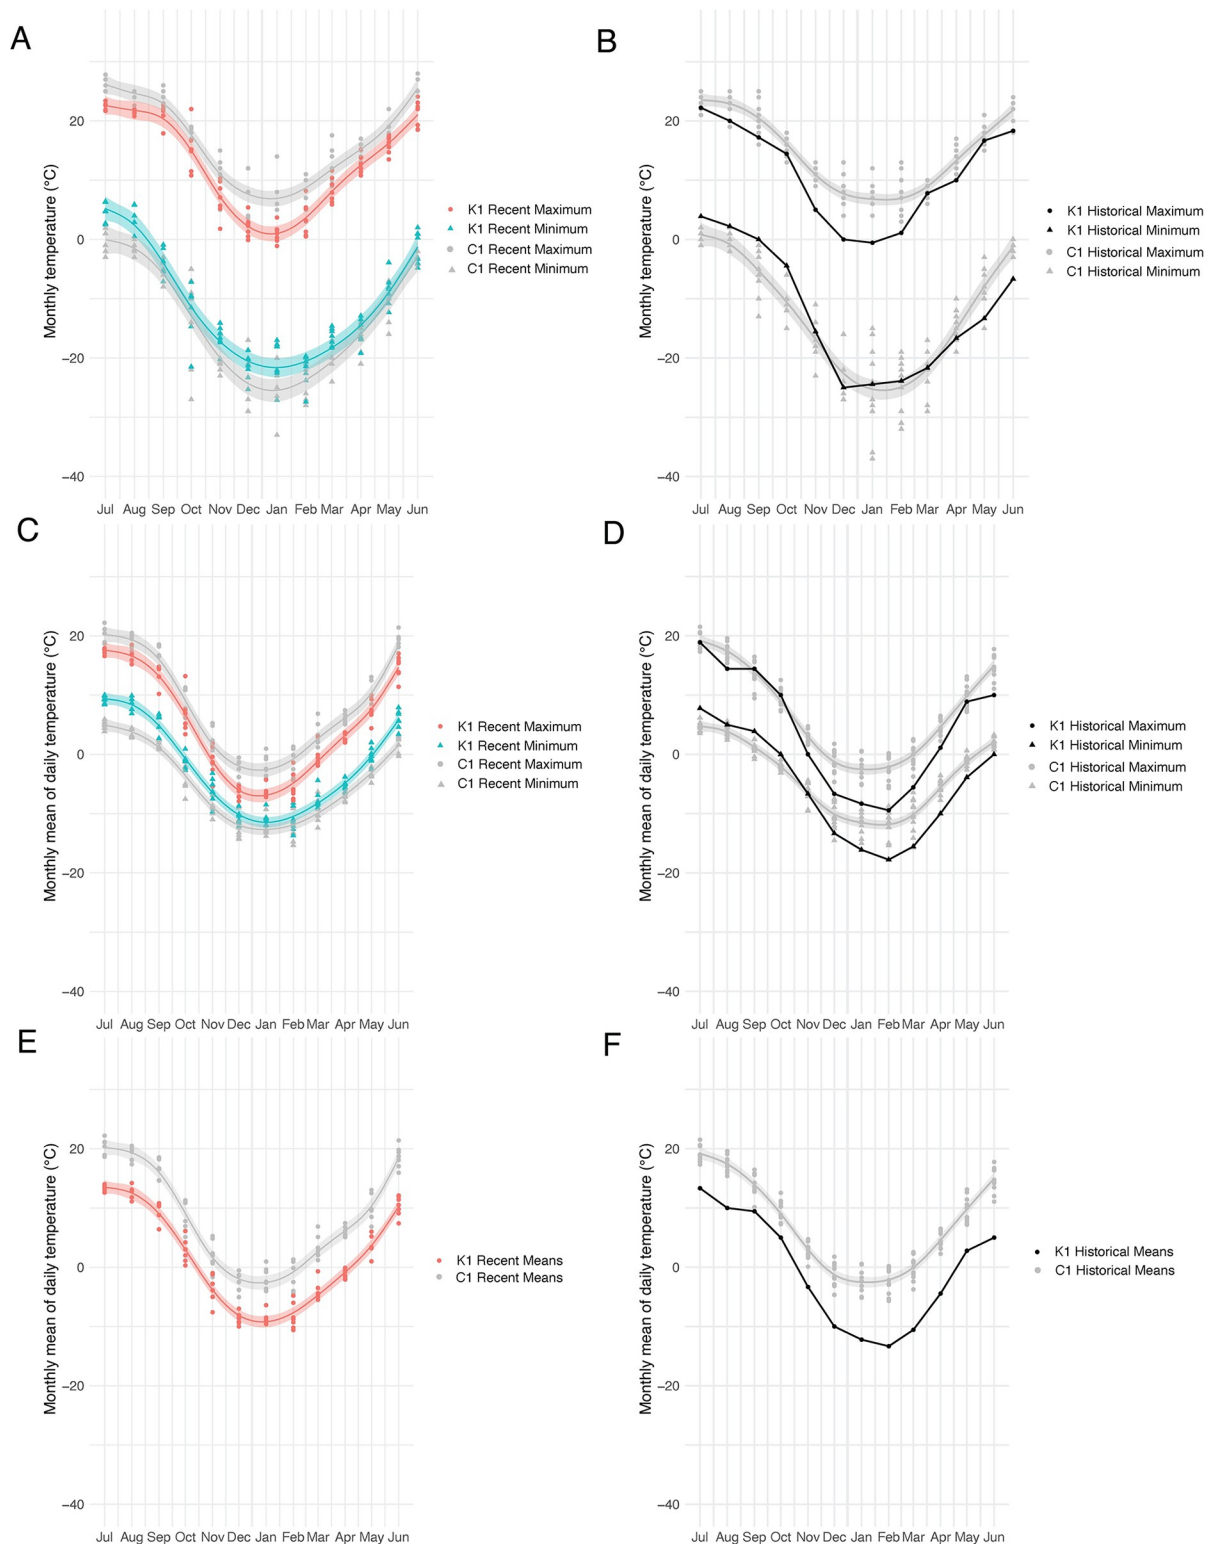 A
Monthly temperature (°C)
20
0
−20
−40
Jul Aug Sep Oct Nov Dec Jan Feb Mar Apr May Jun
K1 Recent Maximum
K1 Recent Minimum
C1 Recent Maximum
C1 Recent Minimum
B
Monthly temperature (°C)
20
0
−20
−40
Jul Aug Sep Oct Nov Dec Jan Feb Mar Apr May Jun
K1 Historical Maximum
K1 Historical Minimum
C1 Historical Maximum
C1 Historical Minimum
C
Monthly mean of daily temperature (°C)
20
0
−20
−40
Jul Aug Sep Oct Nov Dec Jan Feb Mar Apr May Jun
K1 Recent Maximum
K1 Recent Minimum
C1 Recent Maximum
C1 Recent Minimum
D
Monthly mean of daily temperature (°C)
20
0
−20
−40
Jul Aug Sep Oct Nov Dec Jan Feb Mar Apr May Jun
K1 Historical Maximum
K1 Historical Minimum
C1 Historical Maximum
C1 Historical Minimum
E
Monthly mean of daily temperature (°C)
20
0
−20
−40
Jul Aug Sep Oct Nov Dec Jan Feb Mar Apr May Jun
K1 Recent Means
C1 Recent Means
F
Monthly mean of daily temperature (°C)
20
0
−20
−40
Jul Aug Sep Oct Nov Dec Jan Feb Mar Apr May Jun
K1 Historical Means
C1 Historical Means